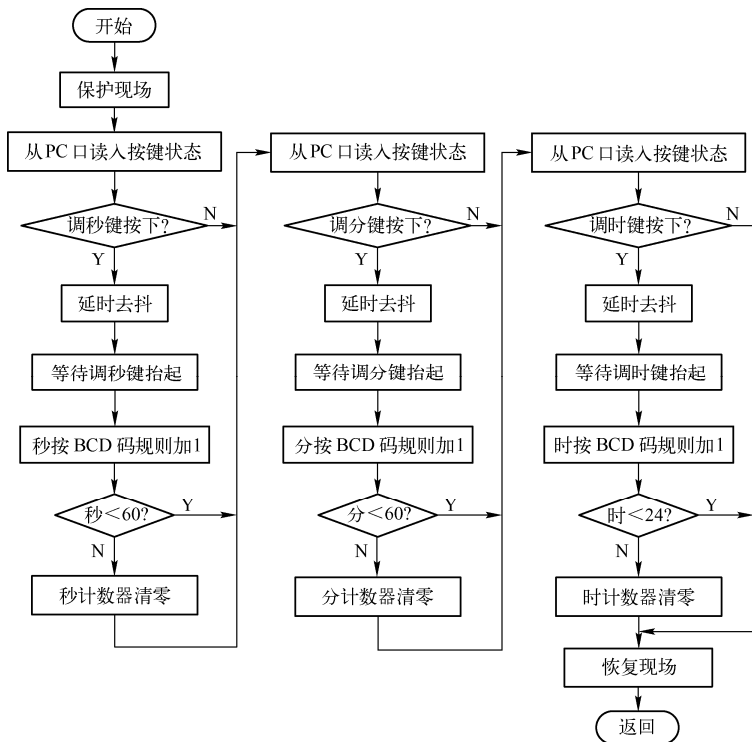 开始
保护现场
从PC口读入按键状态
调秒键按下?
N
Y
延时去抖
等待调秒键抬起
秒按BCD码规则加1
秒<60?
Y
N
秒计数器清零
从PC口读入按键状态
调分键按下?
N
Y
延时去抖
等待调分键抬起
分按BCD码规则加1
分<60?
Y
N
分计数器清零
从PC口读入按键状态
调时键按下?
N
Y
延时去抖
等待调时键抬起
时按BCD码规则加1
时<24?
Y
N
时计数器清零
恢复现场
返回